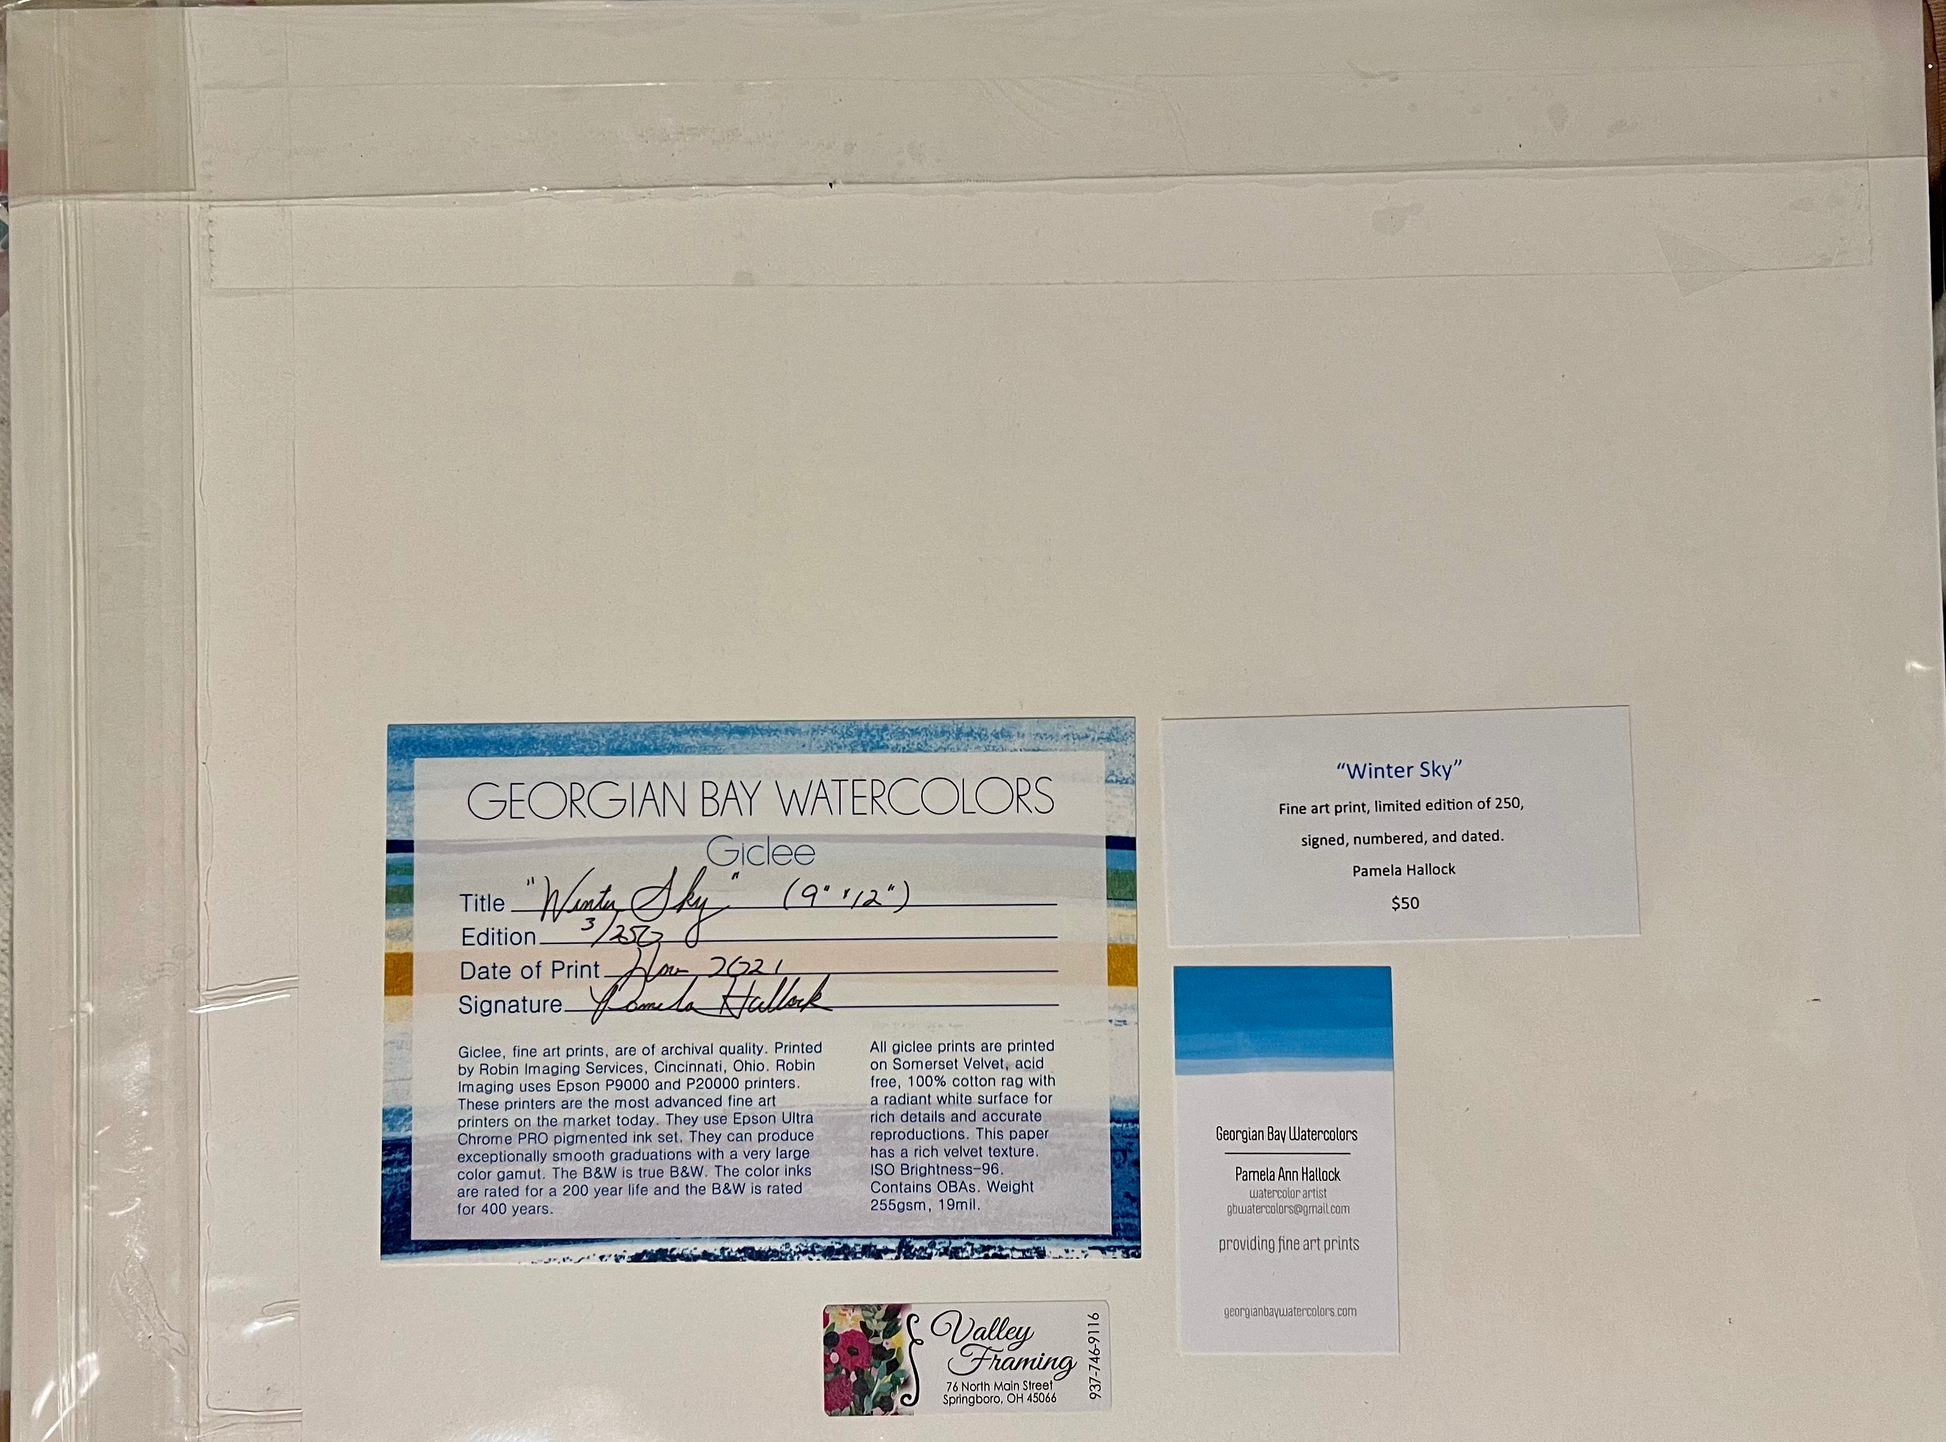 GEORGIAN BAY WATERCOLORS
Giclee
Title "Winter Sky" (9" x 12")
Edition 3/250
Date of Print 2021
Signature Pamela Hallock
Giclee, fine art prints, are of archival quality. Printed
by Robin Imaging Services, Cincinnati, Ohio. Robin
Imaging uses Epson P9000 and P20000 printers.
These printers are the most advanced fine art
printers on the market today. They use Epson Ultra
Chrome PRO pigmented ink set. They can produce
exceptionally smooth graduations with a very large
color gamut. The B&W is true B&W. The color inks
are rated for a 200 year life and the B&W is rated
for 400 years.
All giclee prints are printed
on Somerset Velvet, acid
free, 100% cotton rag with
a radiant white surface for
rich details and accurate
reproductions. This paper
has a rich velvet texture.
ISO Brightness-96.
Contains OBAs. Weight
255gsm, 19mil.
“Winter Sky”
Fine art print, limited edition of 250,
signed, numbered, and dated.
Pamela Hallock
$50
Georgian Bay Watercolors
Pamela Ann Hallock
watercolor artist
gbwatercolors@gmail.com
providing fine art prints
georgianbaywatercolors.com
Valley
Framing
76 North Main Street
Springboro, OH 45066
937-746-9116